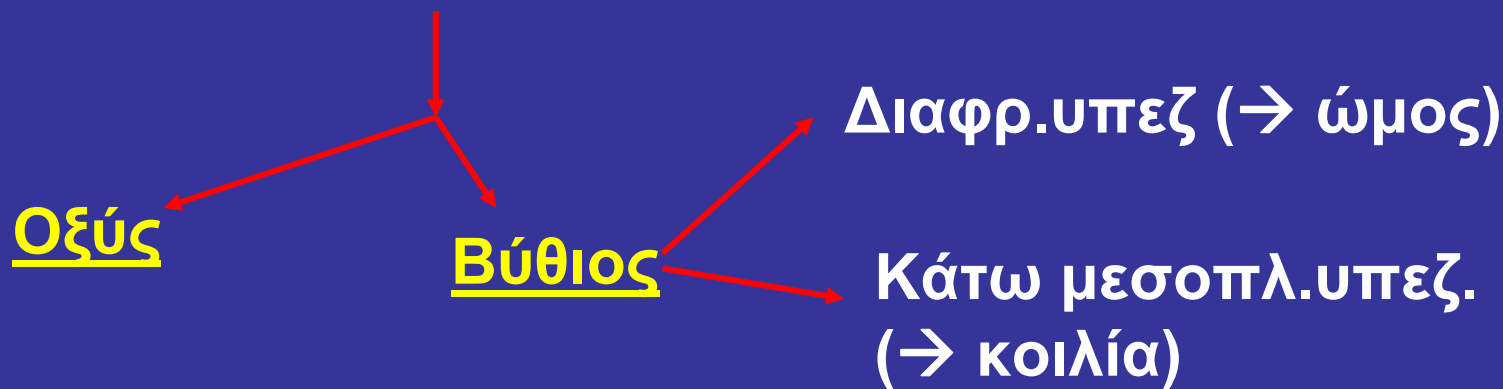 Διαφρ.υπεζ (→ ώμος)
Οξύς
Βύθιος
Κάτω μεσοπλ.υπεζ.
(→ κοιλία)